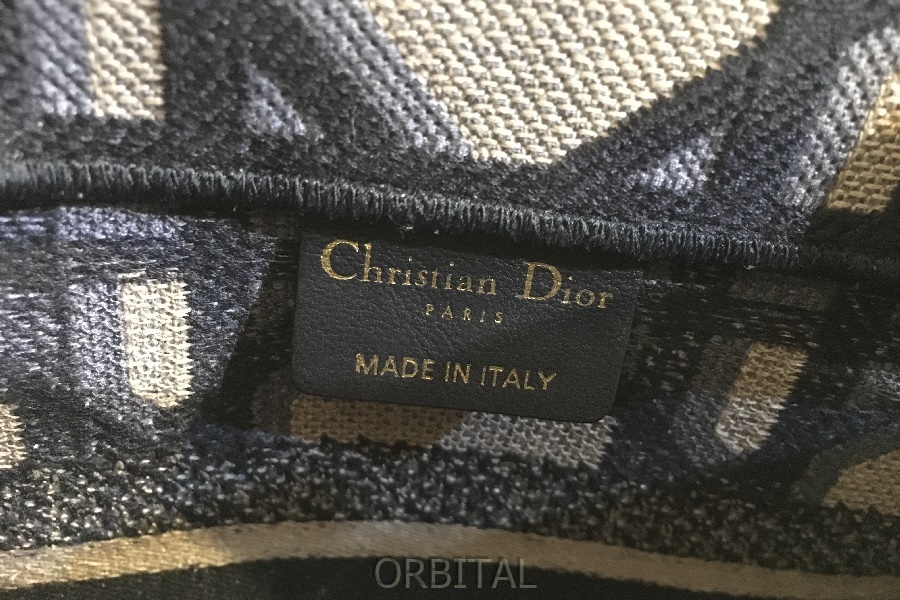 Christian Dior
PARIS
MADE IN ITALY
ORBITAL